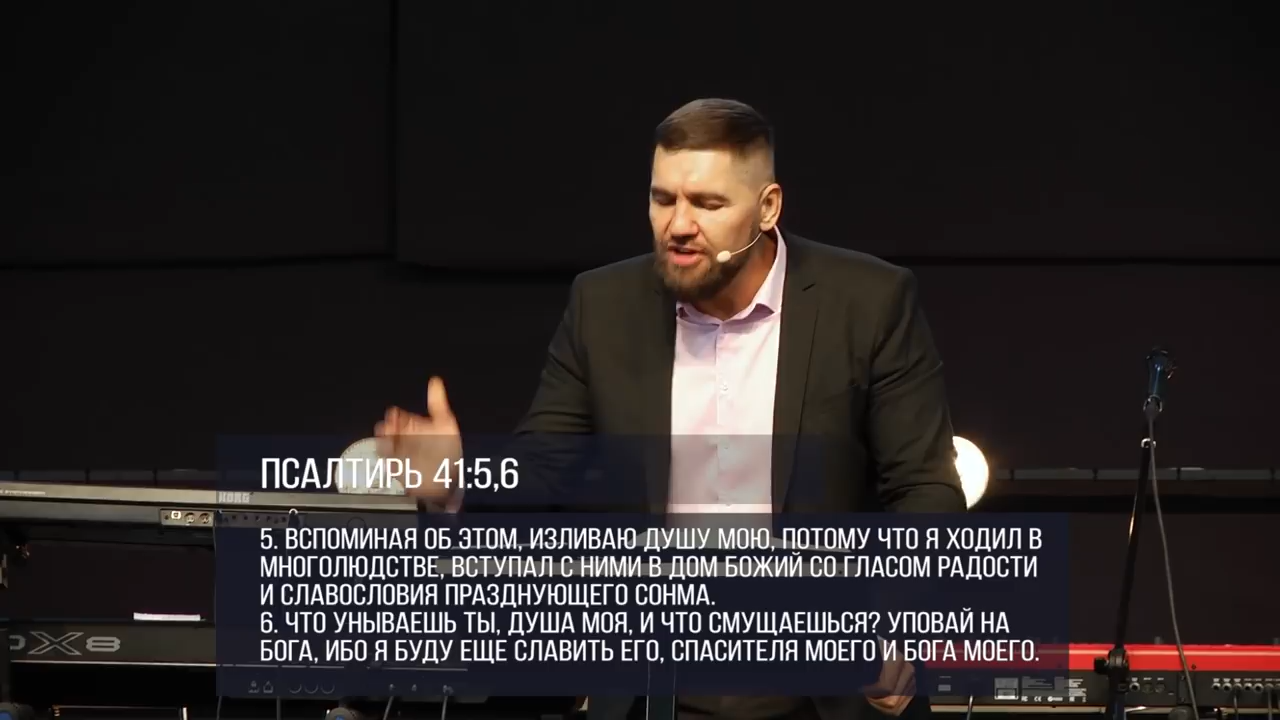 ПСАЛТИРЬ 41:5,6
KORG
5. ВСПОМИНАЯ ОБ ЭТОМ, ИЗЛИВАЮ ДУШУ МОЮ, ПОТОМУ ЧТО Я ХОДИЛ В
МНОГОЛЮДСТВЕ, ВСТУПАЛ С НИМИ В ДОМ БОЖИЙ СО ГЛАСОМ РАДОСТИ
И СЛАВОСЛОВИЯ ПРАЗДНУЮЩЕГО СОНМА.
6. ЧТО УНЫВАЕШЬ ТЫ, ДУША МОЯ, И ЧТО СМУЩАЕШЬСЯ? УПОВАЙ НА
БОГА, ИБО Я БУДУ ЕЩЕ СЛАВИТЬ ЕГО, СПАСИТЕЛЯ МОЕГО И БОГА МОЕГО.
X8